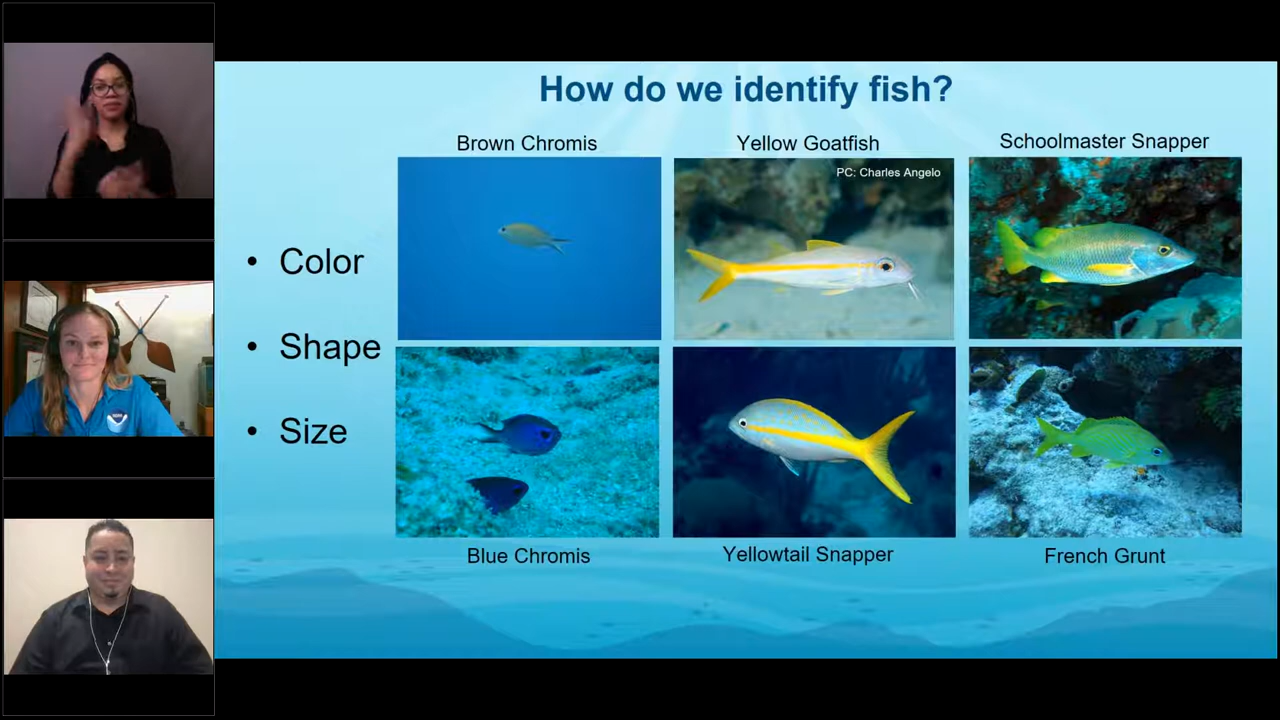 How do we identify fish?
Brown Chromis
Yellow Goatfish
Schoolmaster Snapper
PC: Charles Angelo
• Color
• Shape
• Size
Blue Chromis
Yellowtail Snapper
French Grunt